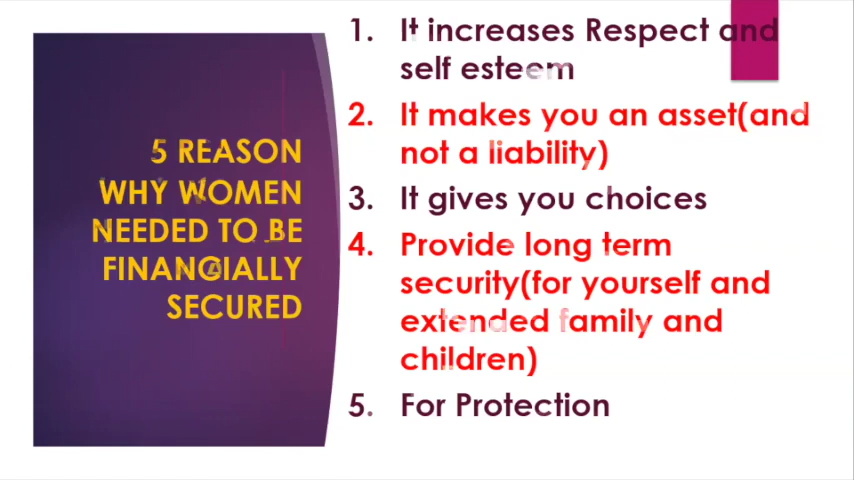 5 REASON
WHY WOMEN
NEEDED TO BE
FINANCIALLY
SECURED
1. It increases Respect and
self esteem
2. It makes you an asset(and
not a liability)
3. It gives you choices
4. Provide long term
security(for yourself and
extended family and
children)
5. For Protection